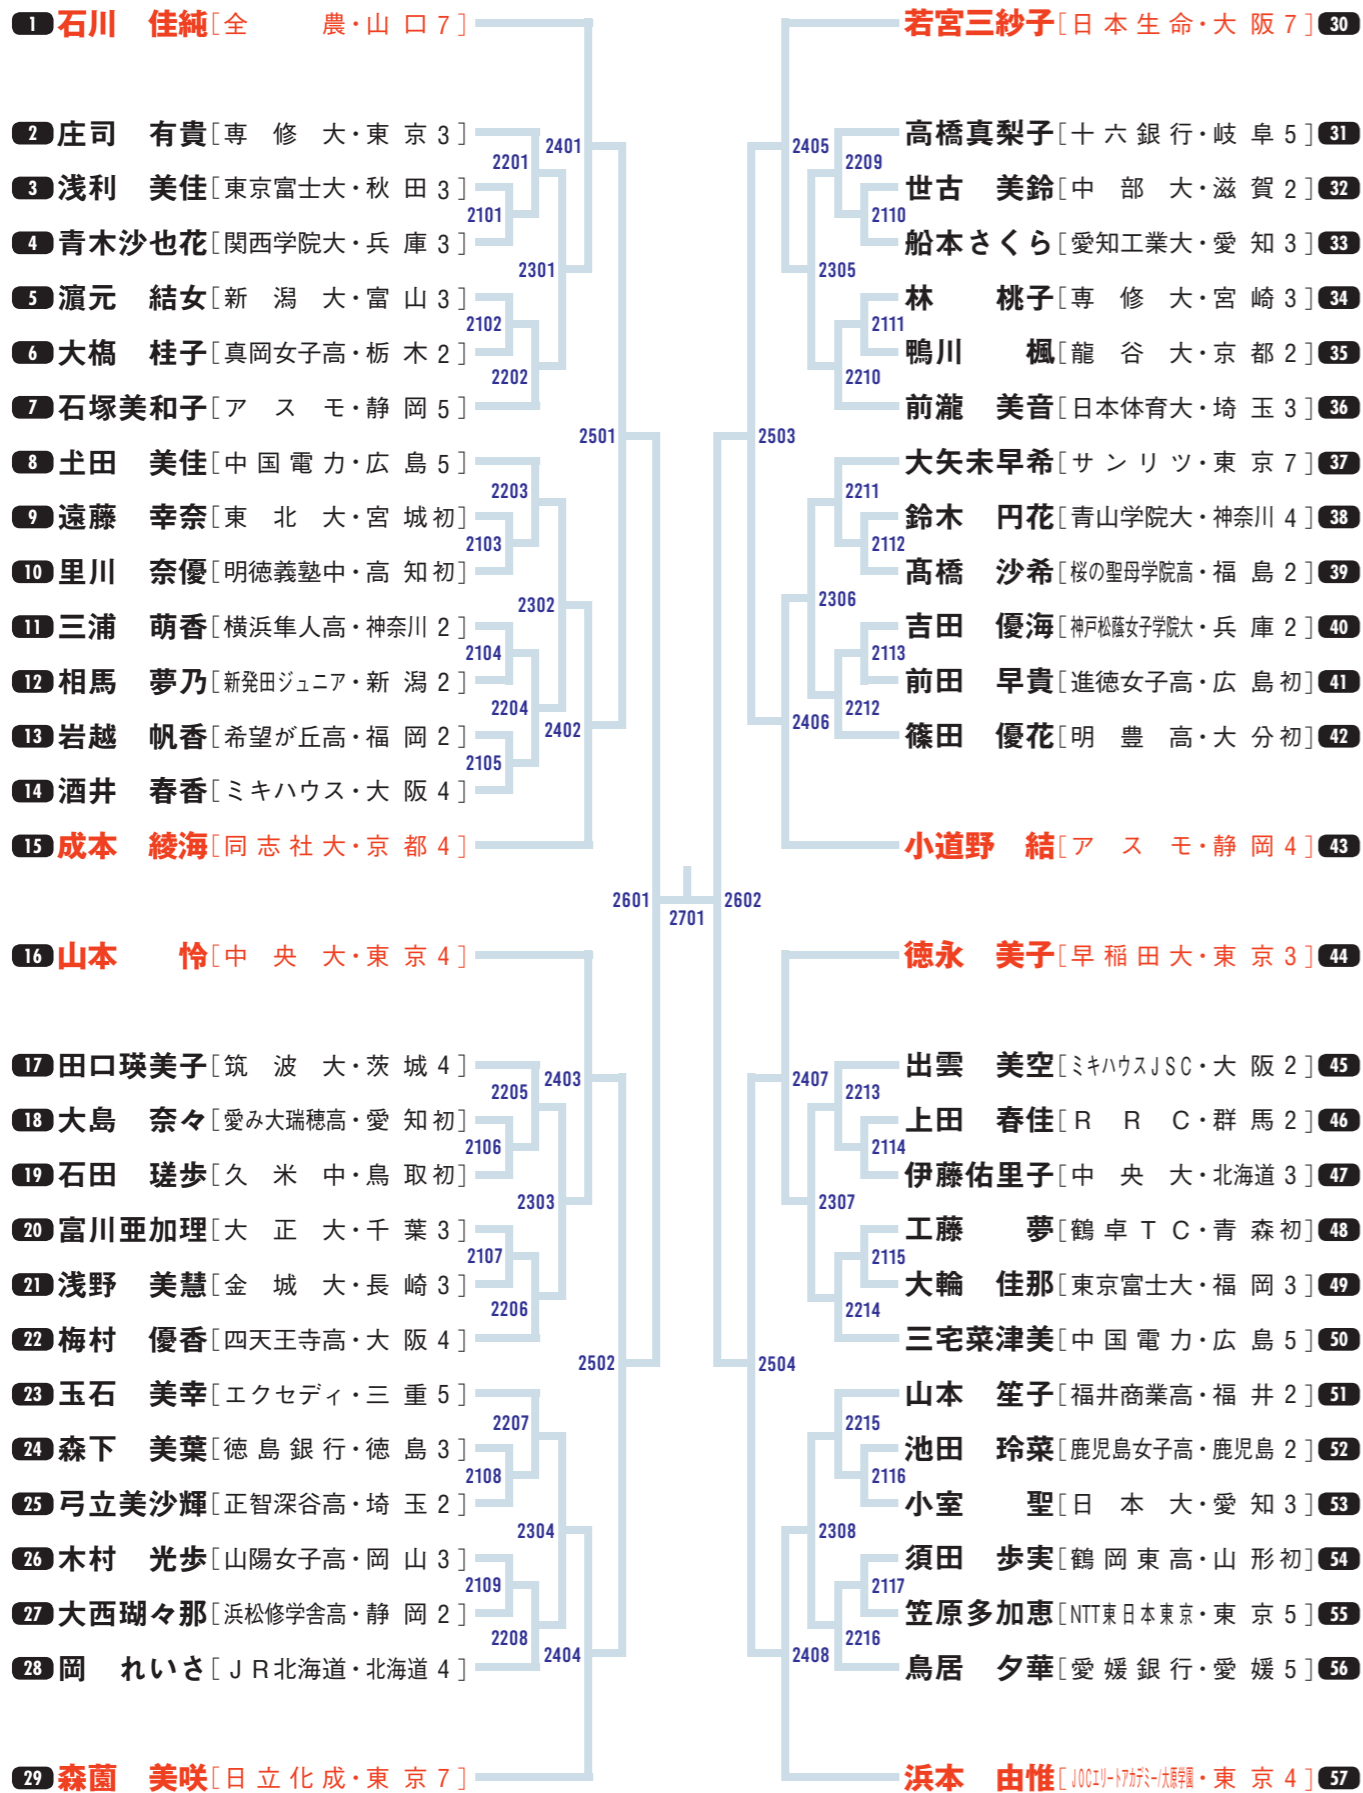 1 石川 佳純 [全農・山口 7]
2 庄司 有貴 [専修大・東京 3]
3 浅利 美佳 [東京富士大・秋田 3]
4 青木沙也花 [関西学院大・兵庫 3]
5 濵元 結女 [新潟大・富山 3]
6 大橋 桂子 [真岡女子高・栃木 2]
7 石塚美和子 [アスモ・静岡 5]
8 𡈽田 美佳 [中国電力・広島 5]
9 遠藤 幸奈 [東北大・宮城 初]
10 里川 奈優 [明徳義塾中・高知 初]
11 三浦 萌香 [横浜隼人高・神奈川 2]
12 相馬 夢乃 [新発田ジュニア・新潟 2]
13 岩越 帆香 [希望が丘高・福岡 2]
14 酒井 春香 [ミキハウス・大阪 4]
15 成本 綾海 [同志社大・京都 4]
16 山本 怜 [中央大・東京 4]
17 田口瑛美子 [筑波大・茨城 4]
18 大島 奈々 [愛み大瑞穂高・愛知 初]
19 石田 瑳歩 [久米中・鳥取 初]
20 富川亜加理 [大正大・千葉 3]
21 浅野 美慧 [金城大・長崎 3]
22 梅村 優香 [四天王寺高・大阪 4]
23 玉石 美幸 [エクセディ・三重 5]
24 森下 美葉 [徳島銀行・徳島 3]
25 弓立美沙輝 [正智深谷高・埼玉 2]
26 木村 光歩 [山陽女子高・岡山 3]
27 大西瑚々那 [浜松修学舎高・静岡 2]
28 岡 れいさ [JR北海道・北海道 4]
29 森薗 美咲 [日立化成・東京 7]
2101
2102
2103
2104
2105
2106
2107
2108
2109
2201
2202
2203
2204
2205
2206
2207
2208
2301
2302
2303
2304
2401
2402
2403
2404
2501
2502
2601
2701
2602
2503
2504
2405
2406
2407
2408
2305
2306
2307
2308
2209
2210
2211
2212
2213
2214
2215
2216
2110
2111
2112
2113
2114
2115
2116
2117
若宮三紗子 [日本生命・大阪 7] 30
高橋真梨子 [十六銀行・岐阜 5] 31
世古 美鈴 [中部大・滋賀 2] 32
船本さくら [愛知工業大・愛知 3] 33
林 桃子 [専修大・宮崎 3] 34
鴨川 楓 [龍谷大・京都 2] 35
前瀧 美音 [日本体育大・埼玉 3] 36
大矢未早希 [サンリツ・東京 7] 37
鈴木 円花 [青山学院大・神奈川 4] 38
髙橋 沙希 [桜の聖母学院高・福島 2] 39
吉田 優海 [神戸松蔭女子学院大・兵庫 2] 40
前田 早貴 [進徳女子高・広島 初] 41
篠田 優花 [明豊高・大分 初] 42
小道野 結 [アスモ・静岡 4] 43
徳永 美子 [早稲田大・東京 3] 44
出雲 美空 [ミキハウスJSC・大阪 2] 45
上田 春佳 [RRC・群馬 2] 46
伊藤佑里子 [中央大・北海道 3] 47
工藤 夢 [鶴卓TC・青森 初] 48
大輪 佳那 [東京富士大・福岡 3] 49
三宅菜津美 [中国電力・広島 5] 50
山本 笙子 [福井商業高・福井 2] 51
池田 玲菜 [鹿児島女子高・鹿児島 2] 52
小室 聖 [日本大・愛知 3] 53
須田 歩実 [鶴岡東高・山形 初] 54
笠原多加恵 [NTT東日本東京・東京 5] 55
鳥居 夕華 [愛媛銀行・愛媛 5] 56
浜本 由惟 [JOCエリートアカデミー/大原学園・東京 4] 57